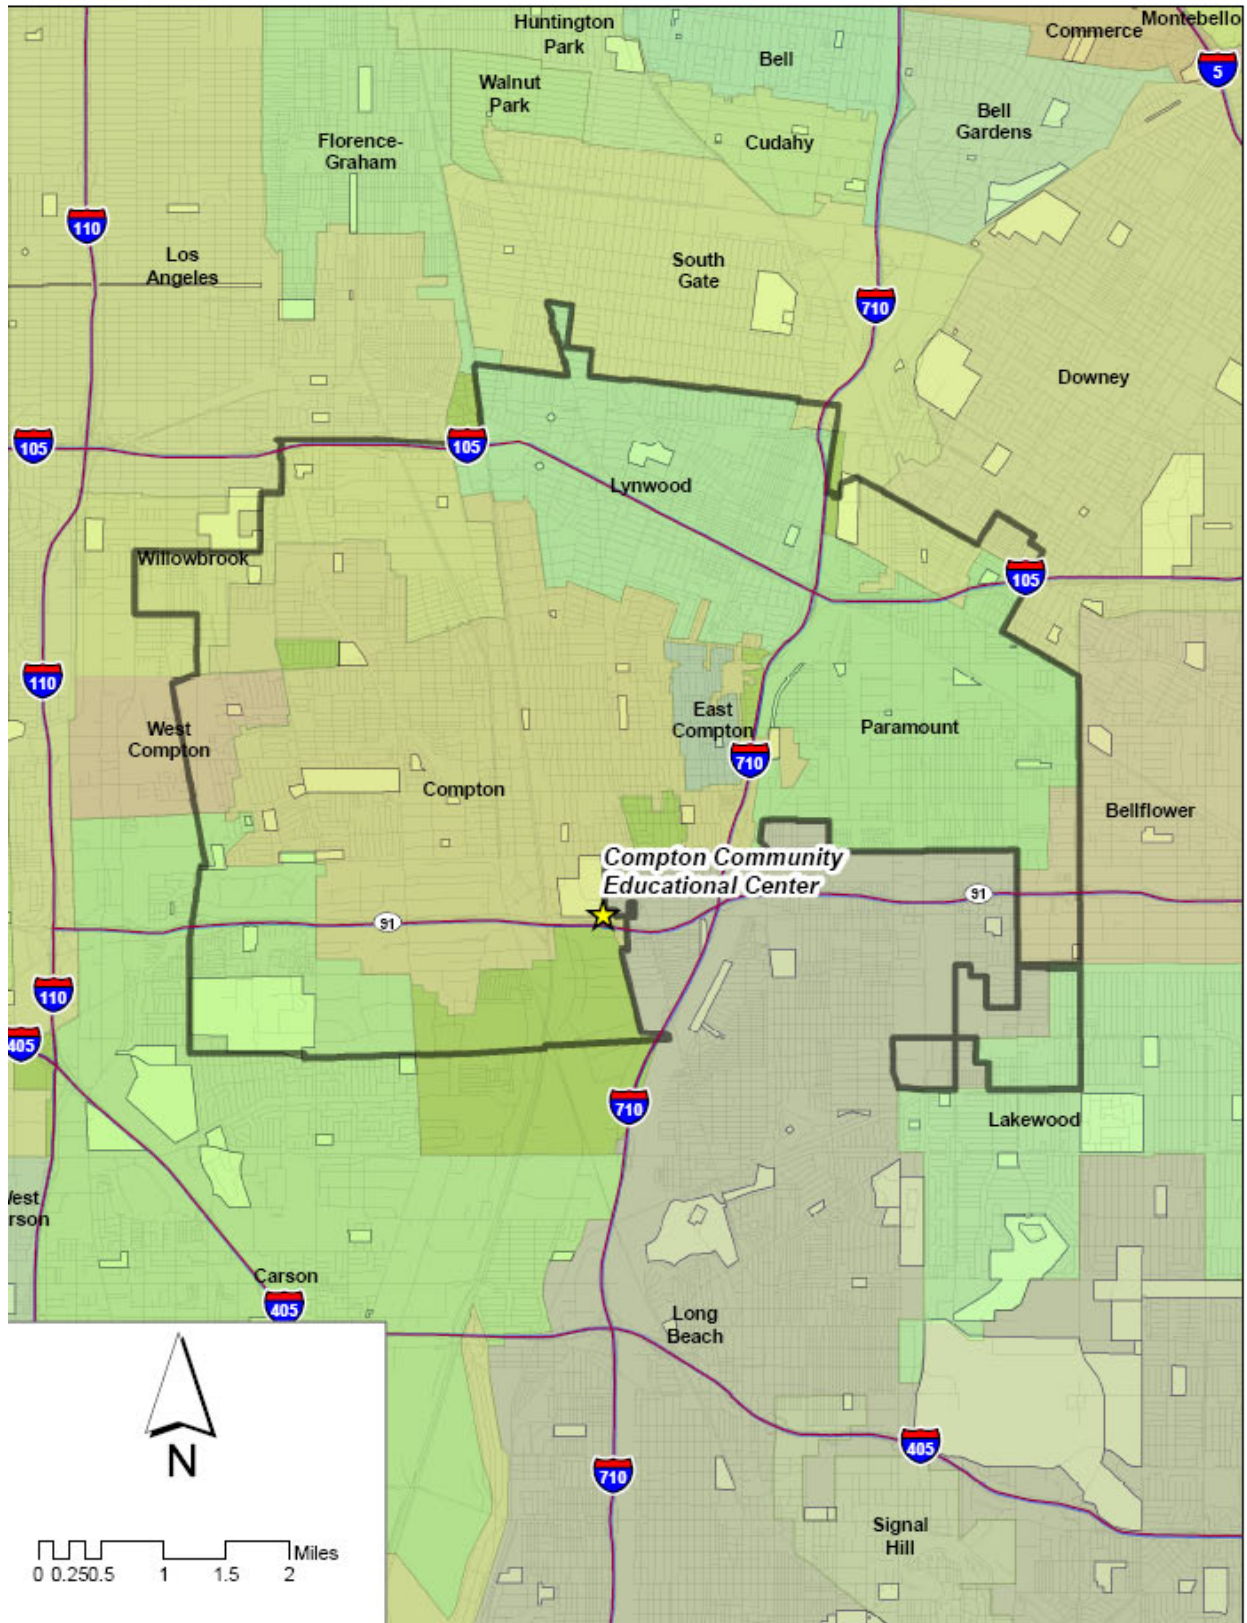 Huntington
Park
Commerce
Montebello
Bell
5
Walnut
Park
Bell
Gardens
Florence-
Graham
Cudahy
110
Los
Angeles
South
Gate
710
Downey
105
105
Lynwood
Willowbrook
105
110
West
Compton
East
Compton
Paramount
710
Compton
Bellflower
Compton Community
Educational Center
91
91
110
405
710
Lakewood
Carson
405
Long
Beach
N
405
710
Signal
Hill
Miles
0 0.250.5 1 1.5 2